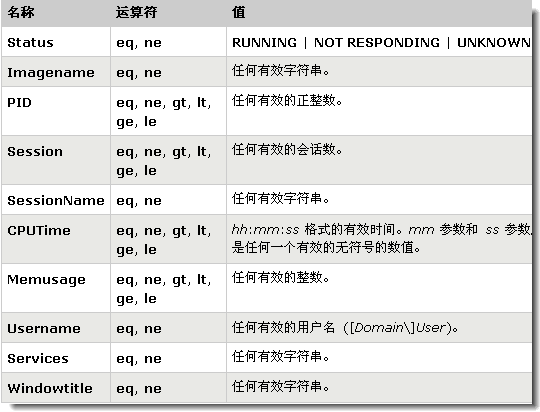 名称 运算符 值
Status eq, ne RUNNING | NOT RESPONDING | UNKNOWN
Imagename eq, ne 任何有效字符串。
PID eq, ne, gt, lt, 任何有效的正整数。
ge, le
Session eq, ne, gt, lt, 任何有效的会话数。
ge, le
SessionName eq, ne 任何有效字符串。
CPUTime eq, ne, gt, lt, hh:mm:ss 格式的有效时间。mm 参数和 ss 参数
ge, le 是任何一个有效的无符号的数值。
Memusage eq, ne, gt, lt, 任何有效的整数。
ge, le
Username eq, ne 任何有效的用户名 ([Domain\]User)。
Services eq, ne 任何有效字符串。
Windowtitle eq, ne 任何有效字符串。